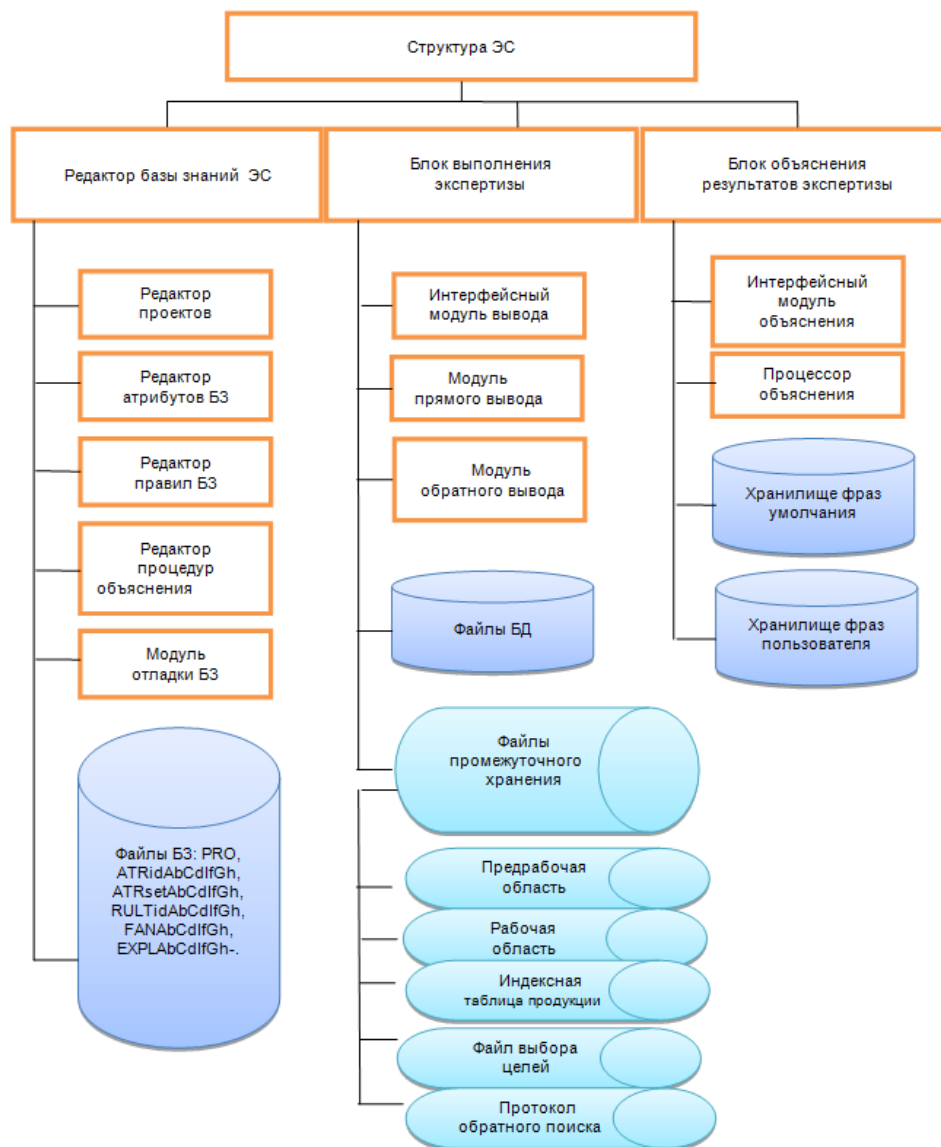 Структура ЭС
Редактор базы знаний ЭС
Блок выполнения
экспертизы
Блок объяснения
результатов экспертизы
Редактор
проектов
Редактор
атрибутов БЗ
Редактор
правил БЗ
Редактор
процедур
объяснения
Модуль
отладки БЗ
Файлы БЗ: PRO,
ATRidAbCdIfGh,
ATRsetAbCdIfGh,
RULTidAbCdIfGh,
FANAbCdIfGh,
EXPLAbCdIfGh-.
Интерфейсный
модуль вывода
Модуль
прямого вывода
Модуль
обратного вывода
Файлы БД
Файлы
промежуточного
хранения
Предрабочая
область
Рабочая
область
Индексная
таблица продукции
Файл выбора
целей
Протокол
обратного поиска
Интерфейсный
модуль
объяснения
Процессор
объяснения
Хранилище фраз
умолчания
Хранилище фраз
пользователя